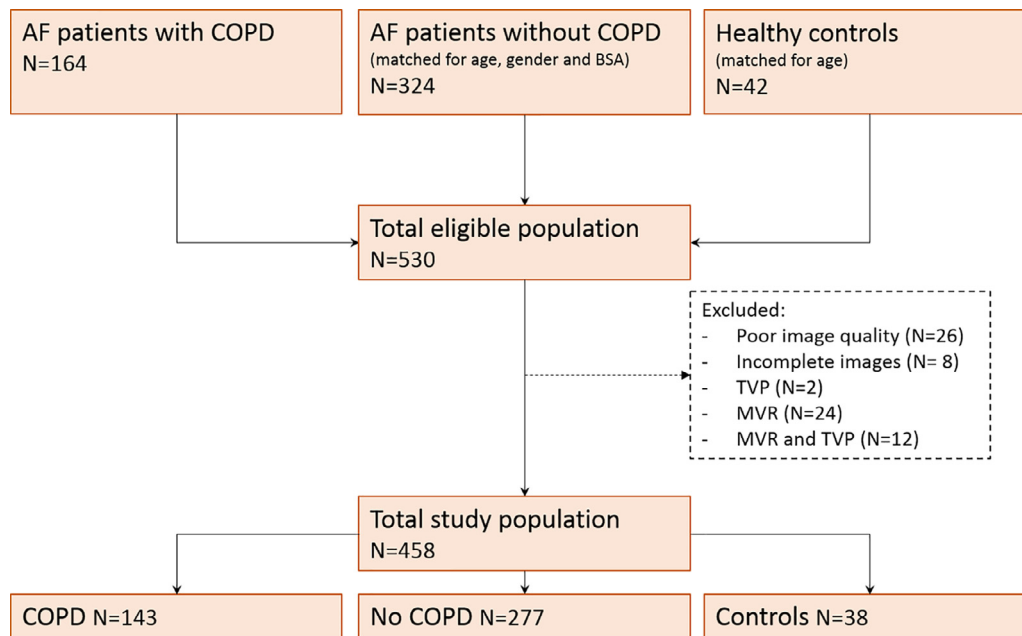 AF patients with COPD
N=164
AF patients without COPD
(matched for age, gender and BSA)
N=324
Healthy controls
(matched for age)
N=42
Total eligible population
N=530
Excluded:
- Poor image quality (N=26)
- Incomplete images (N= 8)
- TVP (N=2)
- MVR (N=24)
- MVR and TVP (N=12)
Total study population
N=458
COPD N=143
No COPD N=277
Controls N=38